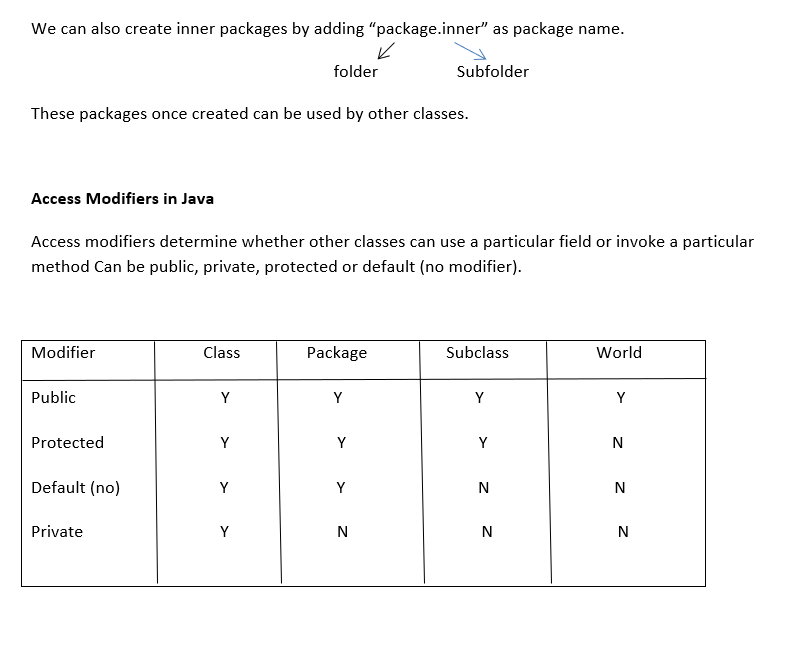 We can also create inner packages by adding “package.inner” as package name.
folder Subfolder
These packages once created can be used by other classes.
Access Modifiers in Java
Access modifiers determine whether other classes can use a particular field or invoke a particular
method Can be public, private, protected or default (no modifier).
Modifier Class Package Subclass World
Public Y Y Y Y
Protected Y Y Y N
Default (no) Y Y N N
Private Y N N N